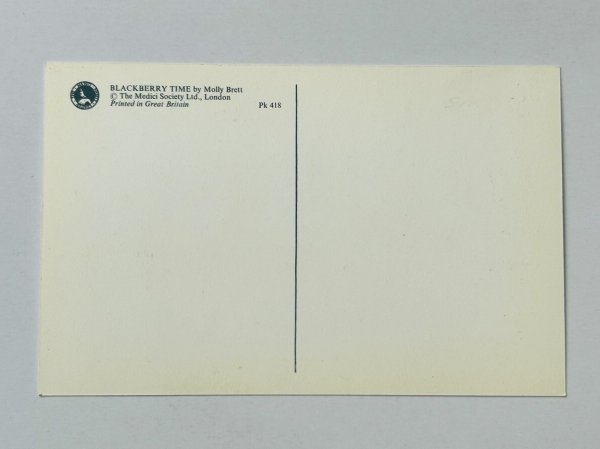 BLACKBERRY TIME by Molly Brett
© The Medici Society Ltd., London
Printed in Great Britain Pk 418